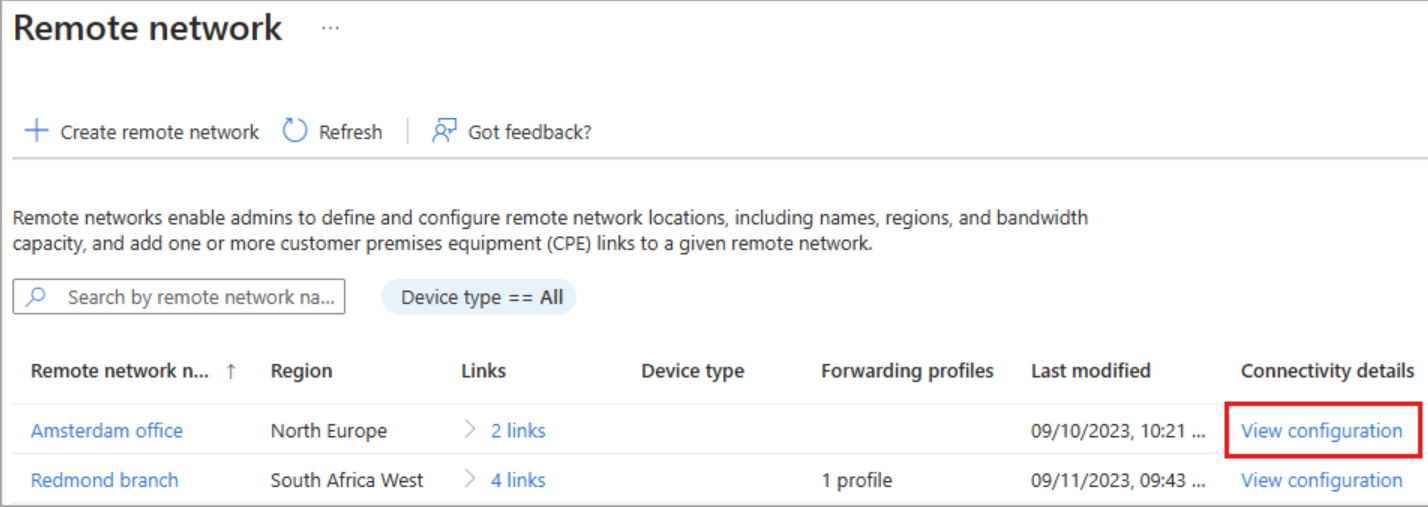 Remote network ...
Create remote network Refresh Got feedback?
Remote networks enable admins to define and configure remote network locations, including names, regions, and bandwidth
capacity, and add one or more customer premises equipment (CPE) links to a given remote network.
Search by remote network na... Device type == All
Remote network n... ↑ Region Links Device type Forwarding profiles Last modified Connectivity details
Amsterdam office North Europe > 2 links 09/10/2023, 10:21 ... View configuration
Redmond branch South Africa West > 4 links 1 profile 09/11/2023, 09:43 ... View configuration